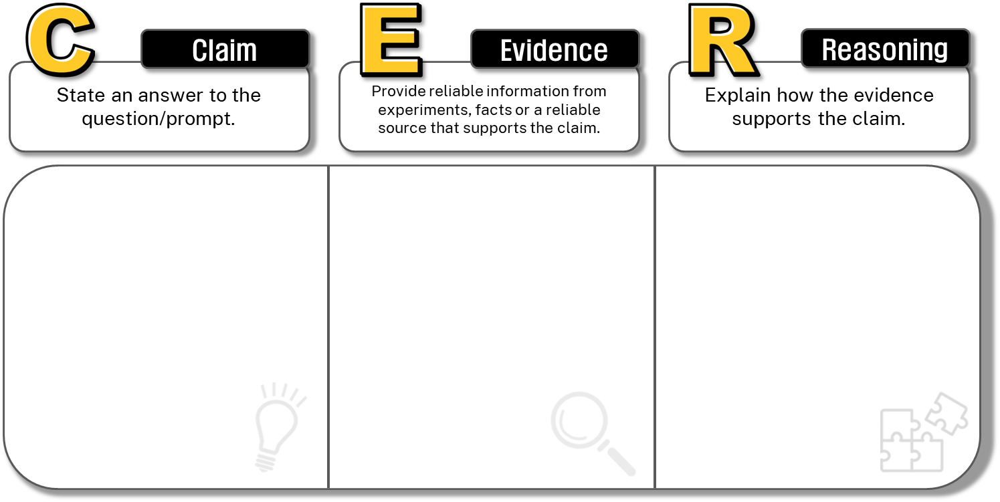 C
Claim
State an answer to the
question/prompt.
E
Evidence
Provide reliable information from
experiments, facts or a reliable
source that supports the claim.
R
Reasoning
Explain how the evidence
supports the claim.